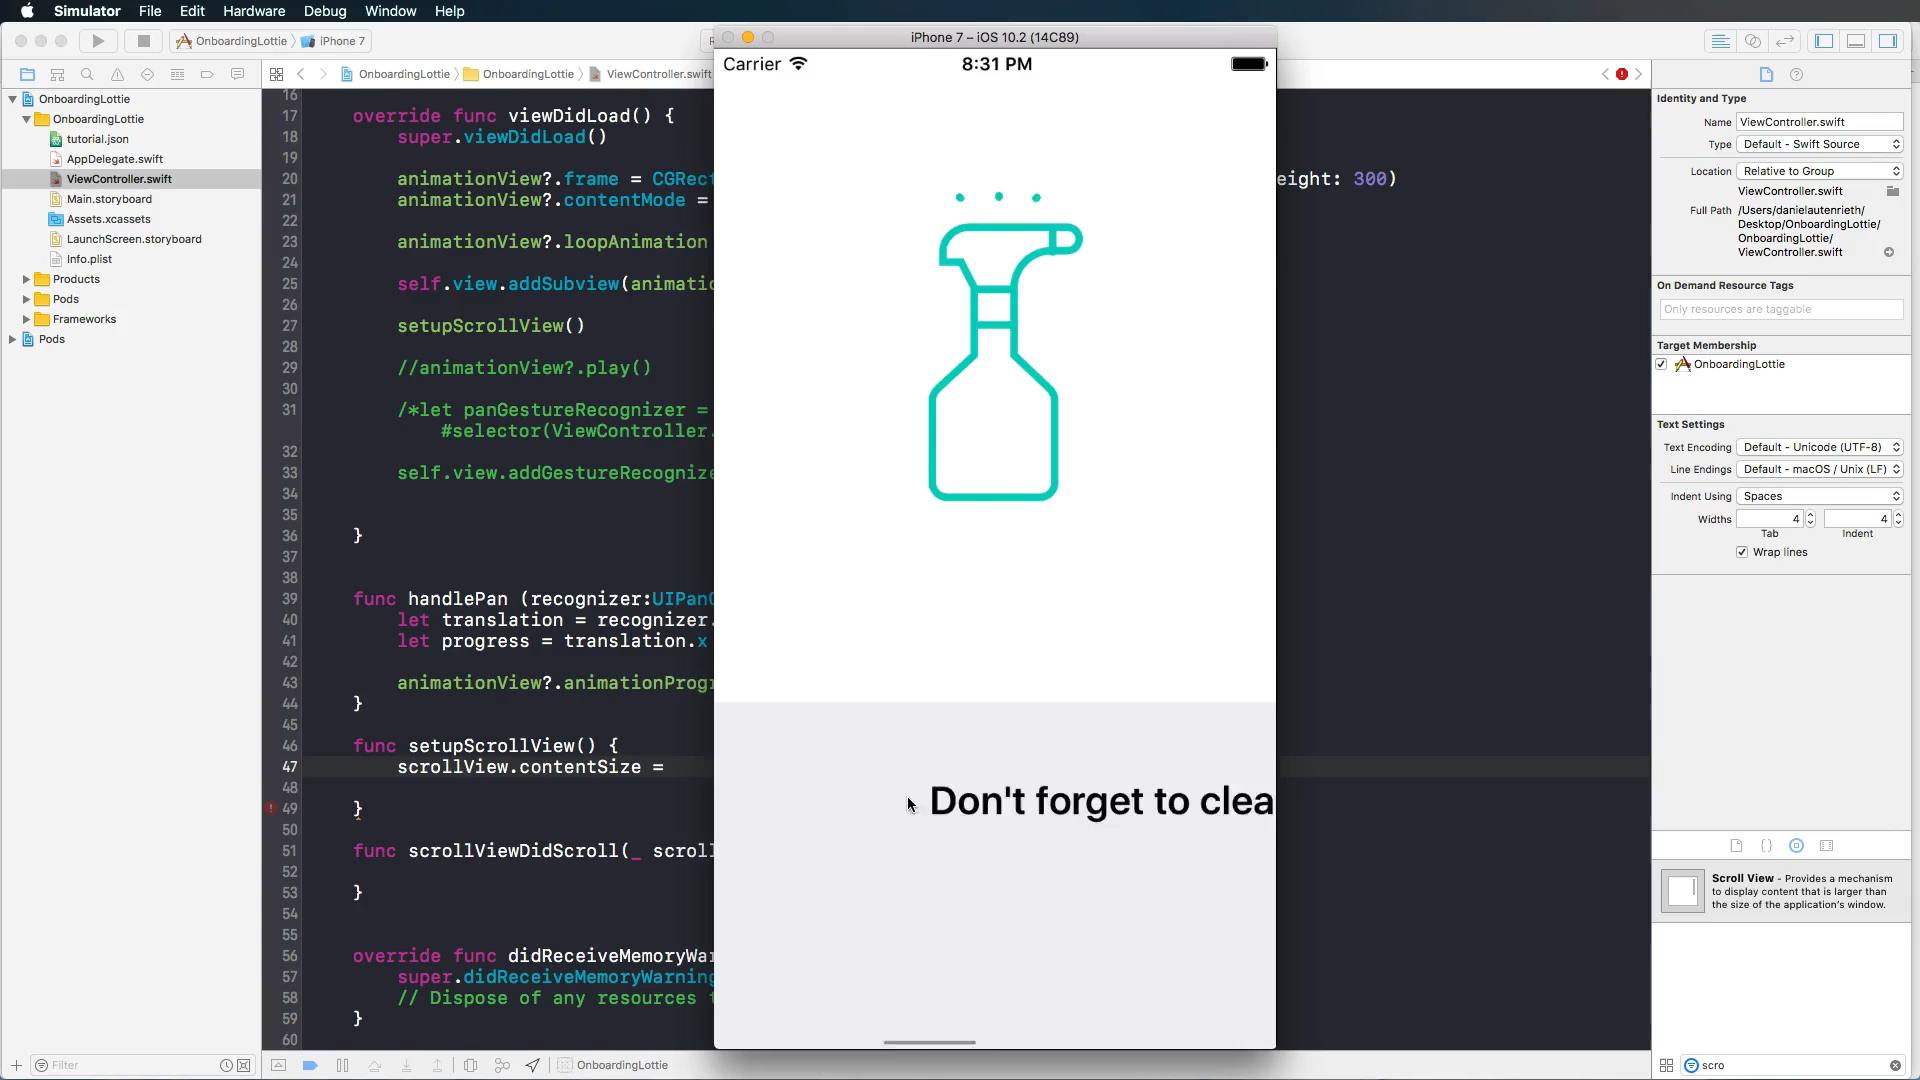 Simulator File Edit Hardware Debug Window Help
OnboardingLottie iPhone 7
iPhone 7 – iOS 10.2 (14C89)
OnboardingLottie OnboardingLottie ViewController.swift
OnboardingLottie
OnboardingLottie
tutorial.json
AppDelegate.swift
ViewController.swift
Main.storyboard
Assets.xcassets
LaunchScreen.storyboard
Info.plist
Products
Pods
Frameworks
Pods
Filter
16
17 override func viewDidLoad() {
18 super.viewDidLoad()
19
20 animationView?.frame = CGRect eight: 300)
21 animationView?.contentMode =
22
23 animationView?.loopAnimation
24
25 self.view.addSubview(animatio
26
27 setupScrollView()
28
29 //animationView?.play()
30
31 /*let panGestureRecognizer =
#selector(ViewController.
32
33 self.view.addGestureRecognize
34
35
36 }
37
38
39 func handlePan (recognizer:UIPanG
40 let translation = recognizer.
41 let progress = translation.x
42
43 animationView?.animationProgr
44 }
45
46 func setupScrollView() {
47 scrollView.contentSize =
48
49 }
50
51 func scrollViewDidScroll(_ scroll
52
53 }
54
55
56 override func didReceiveMemoryWar
57 super.didReceiveMemoryWarning
58 // Dispose of any resources t
59 }
60
OnboardingLottie
Carrier 8:31 PM
Don't forget to clea
Identity and Type
Name ViewController.swift
Type Default - Swift Source
Location Relative to Group
ViewController.swift
Full Path /Users/danielautenrieth/
Desktop/OnboardingLottie/
OnboardingLottie/
ViewController.swift
On Demand Resource Tags
Only resources are taggable
Target Membership
OnboardingLottie
Text Settings
Text Encoding Default - Unicode (UTF-8)
Line Endings Default - macOS / Unix (LF)
Indent Using Spaces
Widths 4 4
Tab Indent
Wrap lines
Scroll View - Provides a mechanism
to display content that is larger than
the size of the application's window.
scro